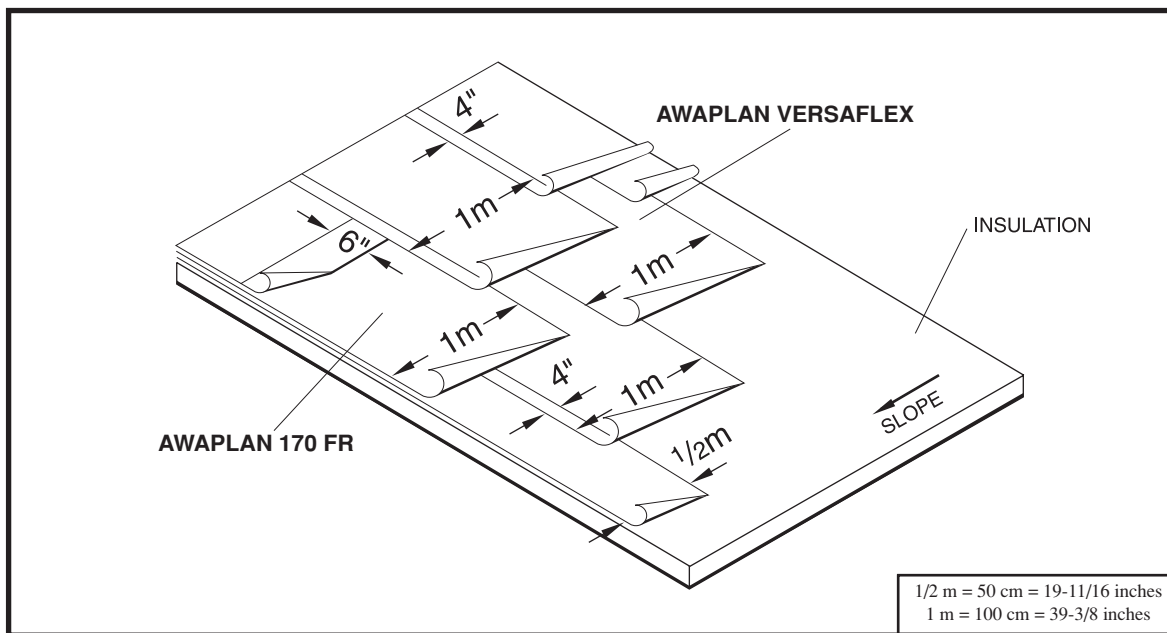 4"
AWAPLAN VERSAFLEX
1m
INSULATION
6"
1m
1m
4"
1m
SLOPE
AWAPLAN 170 FR
1/2m
1/2 m = 50 cm = 19-11/16 inches
1 m = 100 cm = 39-3/8 inches